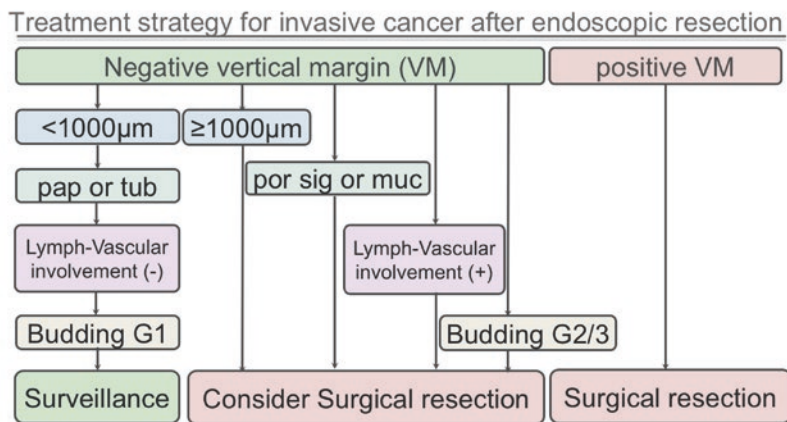 Treatment strategy for invasive cancer after endoscopic resection
Negative vertical margin (VM)
positive VM
<1000µm
≥1000µm
pap or tub
por sig or muc
Lymph-Vascular
involvement (-)
Lymph-Vascular
involvement (+)
Budding G1
Budding G2/3
Surveillance
Consider Surgical resection
Surgical resection